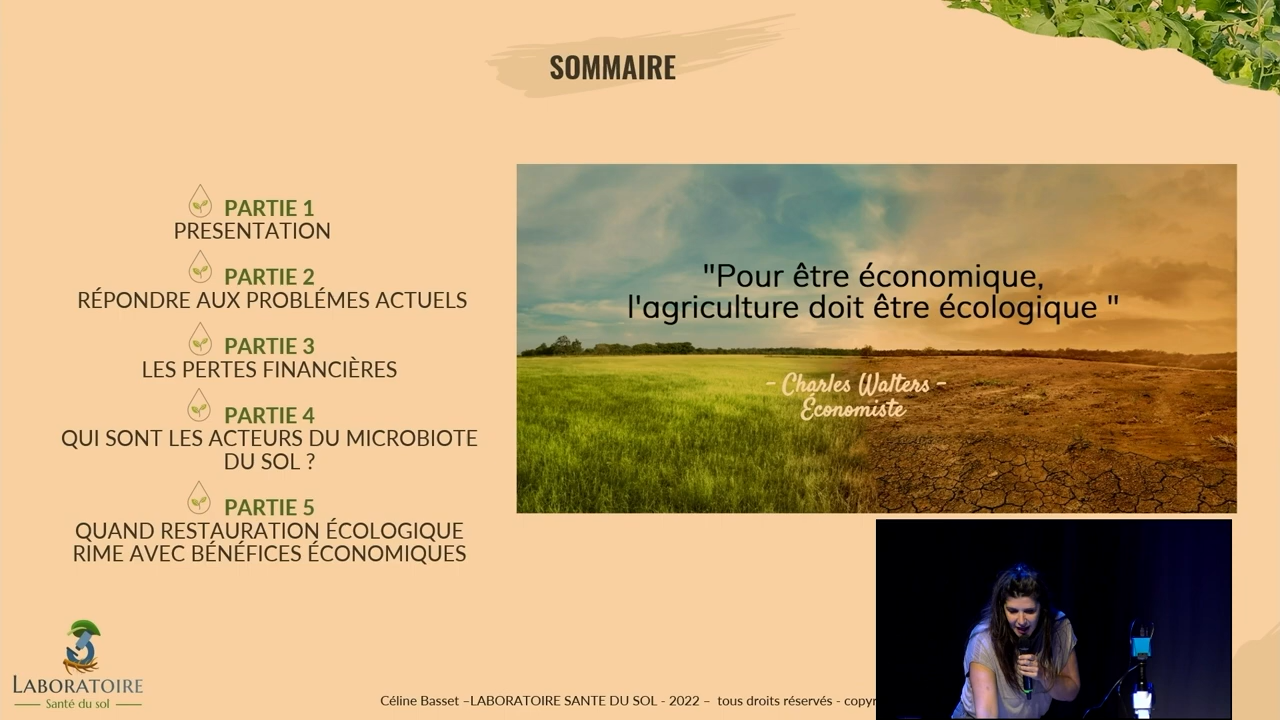 SOMMAIRE
PARTIE 1
PRESENTATION
PARTIE 2
RÉPONDRE AUX PROBLÉMES ACTUELS
PARTIE 3
LES PERTES FINANCIÈRES
PARTIE 4
QUI SONT LES ACTEURS DU MICROBIOTE
DU SOL ?
PARTIE 5
QUAND RESTAURATION ÉCOLOGIQUE
RIME AVEC BÉNÉFICES ÉCONOMIQUES
"Pour être économique,
l'agriculture doit être écologique "
- Charles Walters -
Économiste
LABORATOIRE
Santé du sol
Céline Basset –LABORATOIRE SANTE DU SOL - 2022 – tous droits réservés - copyr